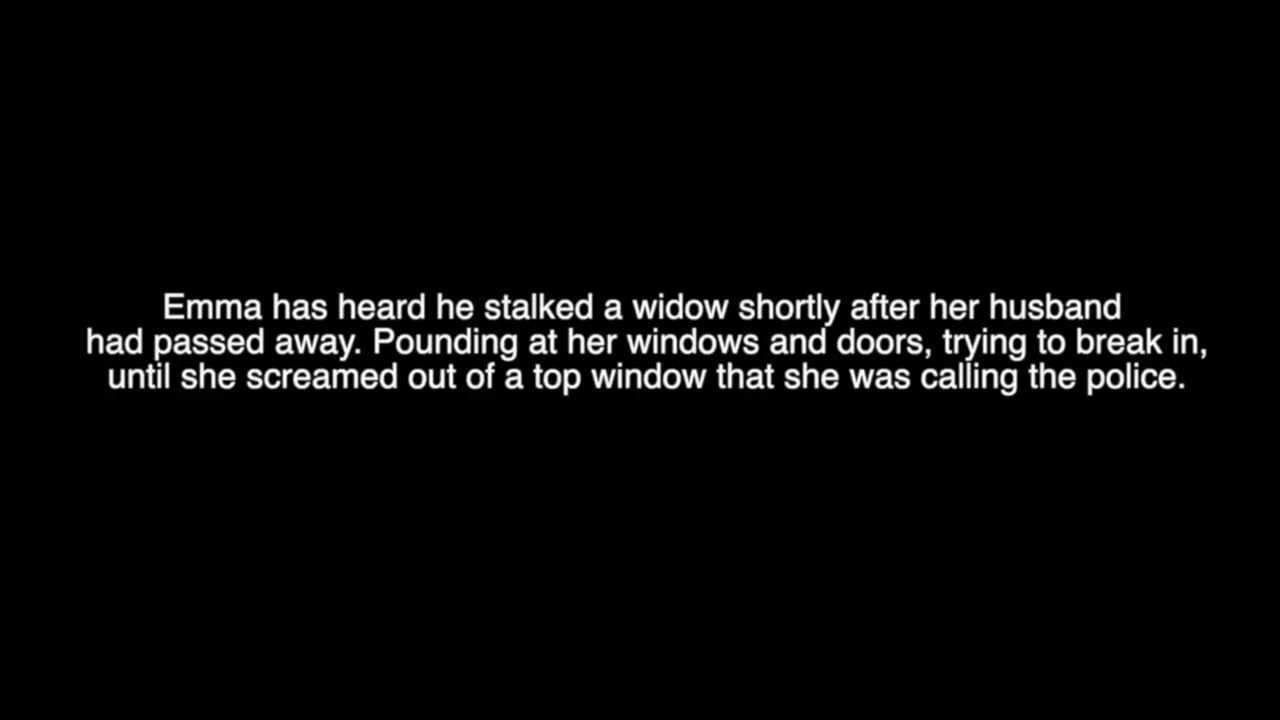 Emma has heard he stalked a widow shortly after her husband
had passed away. Pounding at her windows and doors, trying to break in,
until she screamed out of a top window that she was calling the police.